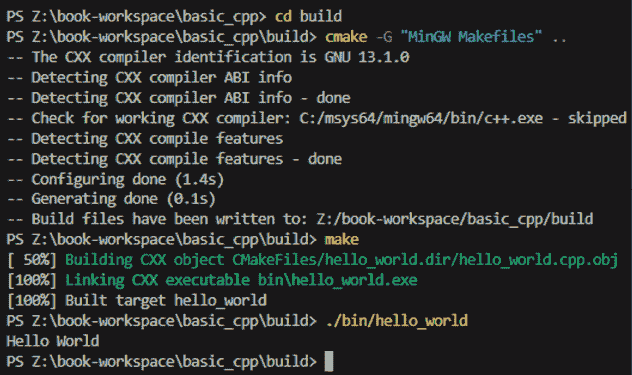 PS Z:\book-workspace\basic_cpp> cd build
PS Z:\book-workspace\basic_cpp\build> cmake -G "MinGW Makefiles" ..
-- The CXX compiler identification is GNU 13.1.0
-- Detecting CXX compiler ABI info
-- Detecting CXX compiler ABI info - done
-- Check for working CXX compiler: C:/msys64/mingw64/bin/c++.exe - skipped
-- Detecting CXX compile features
-- Detecting CXX compile features - done
-- Configuring done (1.4s)
-- Generating done (0.1s)
-- Build files have been written to: Z:/book-workspace/basic_cpp/build
PS Z:\book-workspace\basic_cpp\build> make
[ 50%] Building CXX object CMakeFiles/hello_world.dir/hello_world.cpp.obj
[100%] Linking CXX executable bin\hello_world.exe
[100%] Built target hello_world
PS Z:\book-workspace\basic_cpp\build> ./bin/hello_world
Hello World
PS Z:\book-workspace\basic_cpp\build>